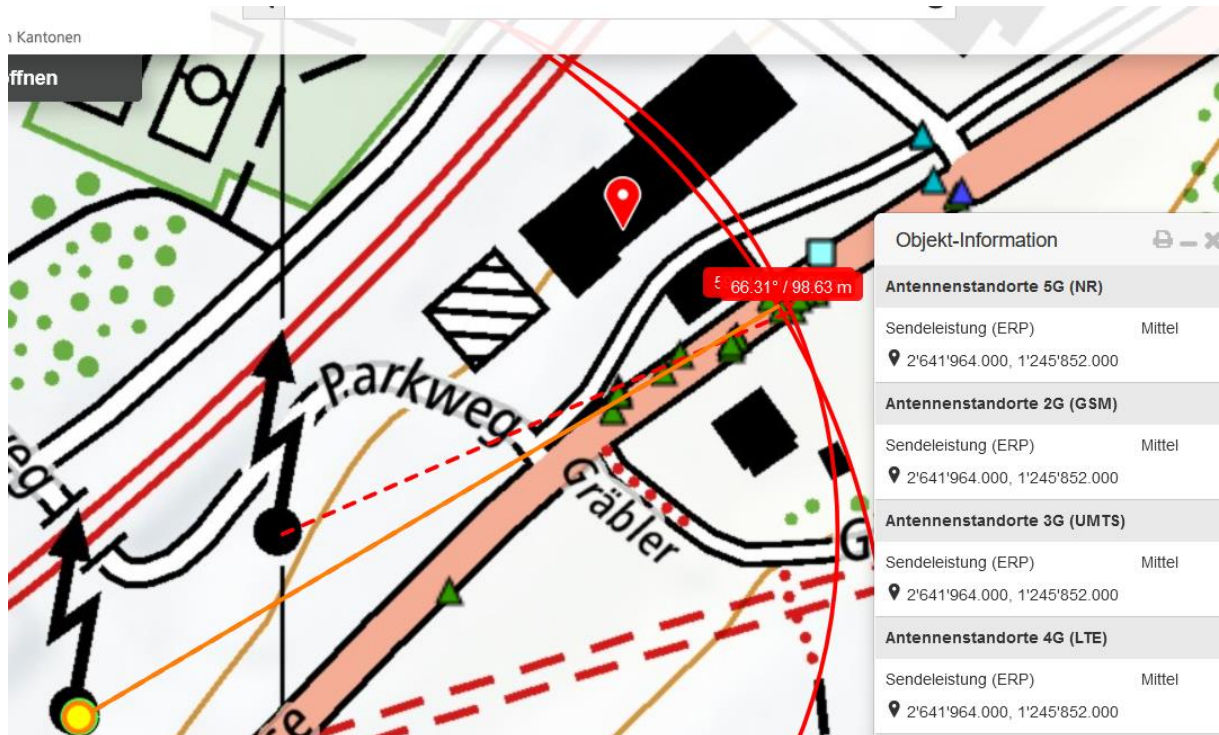 n Kantonen
ffnen
Objekt-Information
5
66.31° / 98.63 m
Antennenstandorte 5G (NR)
Sendeleistung (ERP) Mittel
2'641'964.000, 1'245'852.000
Antennenstandorte 2G (GSM)
Sendeleistung (ERP) Mittel
2'641'964.000, 1'245'852.000
Antennenstandorte 3G (UMTS)
Sendeleistung (ERP) Mittel
2'641'964.000, 1'245'852.000
Antennenstandorte 4G (LTE)
Sendeleistung (ERP) Mittel
2'641'964.000, 1'245'852.000
Parkweg
eg
Gräbler
G